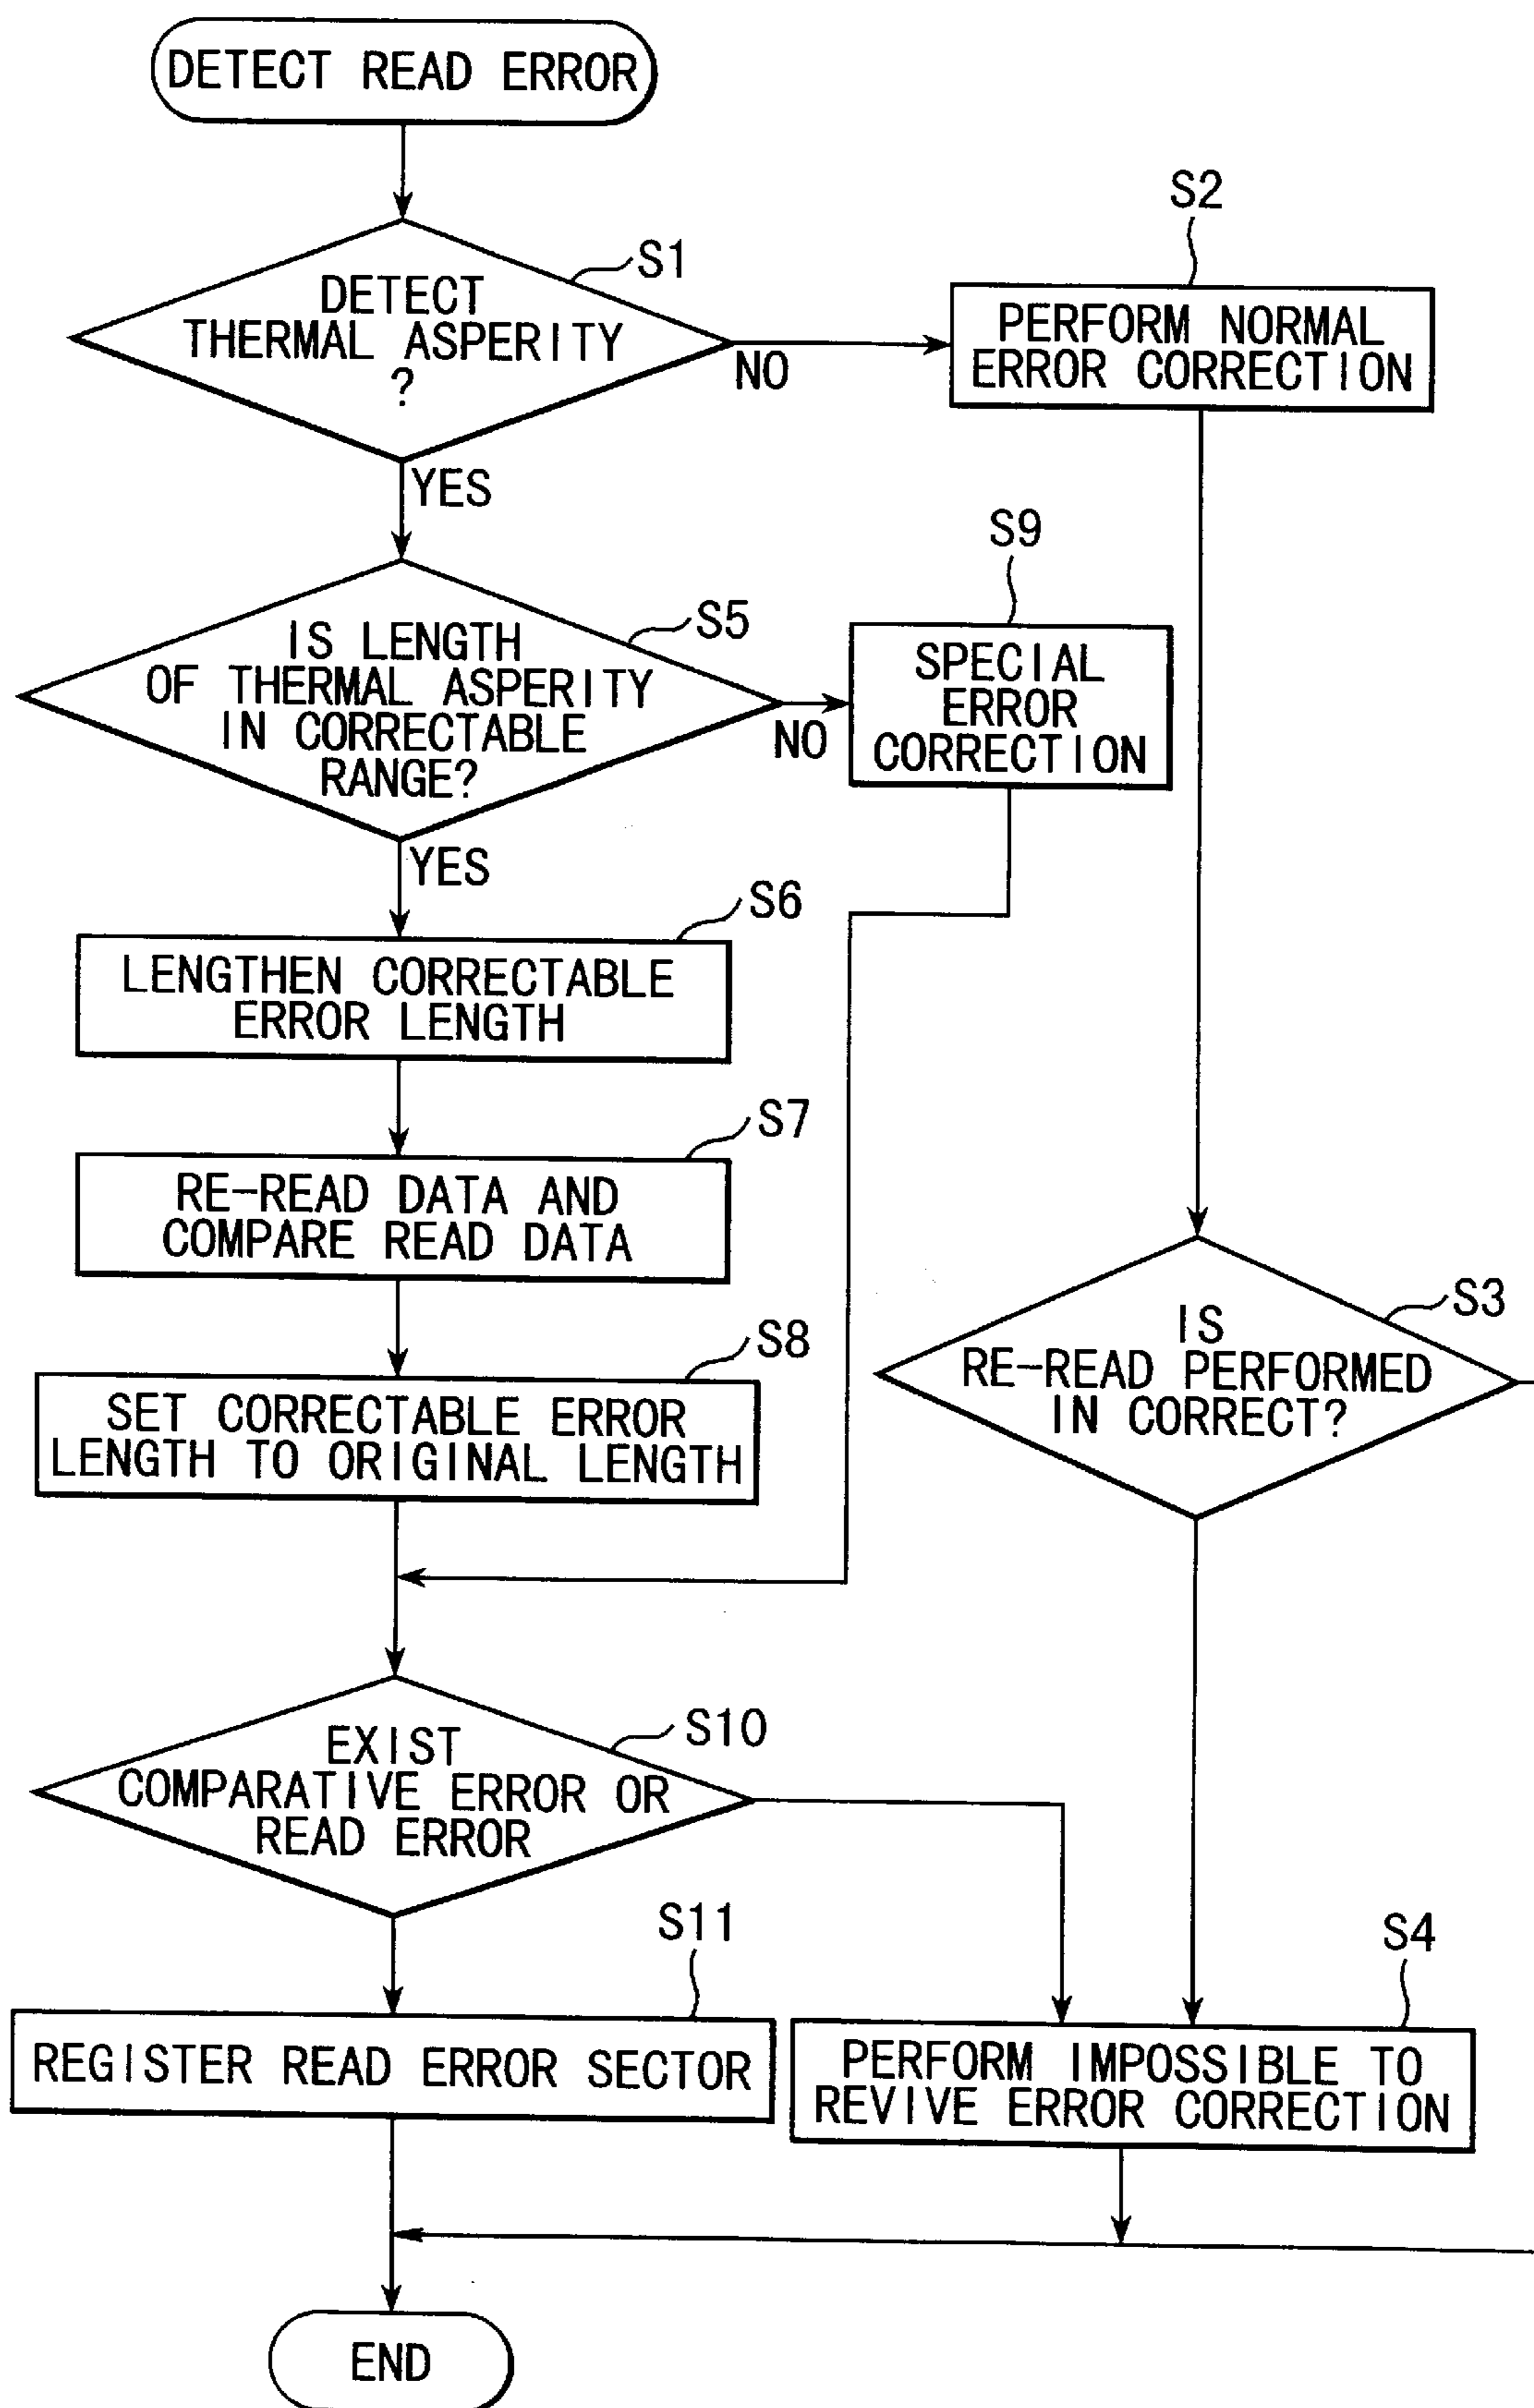 DETECT READ ERROR
S1
DETECT
THERMAL ASPERITY
?
NO
YES
S2
PERFORM NORMAL
ERROR CORRECTION
S5
IS LENGTH
OF THERMAL ASPERITY
IN CORRECTABLE
RANGE?
NO
YES
S9
SPECIAL
ERROR
CORRECTION
S6
LENGTHEN CORRECTABLE
ERROR LENGTH
S7
RE-READ DATA AND
COMPARE READ DATA
S8
SET CORRECTABLE ERROR
LENGTH TO ORIGINAL LENGTH
S3
IS
RE-READ PERFORMED
IN CORRECT?
S10
EXIST
COMPARATIVE ERROR OR
READ ERROR
S11
REGISTER READ ERROR SECTOR
S4
PERFORM IMPOSSIBLE TO
REVIVE ERROR CORRECTION
END